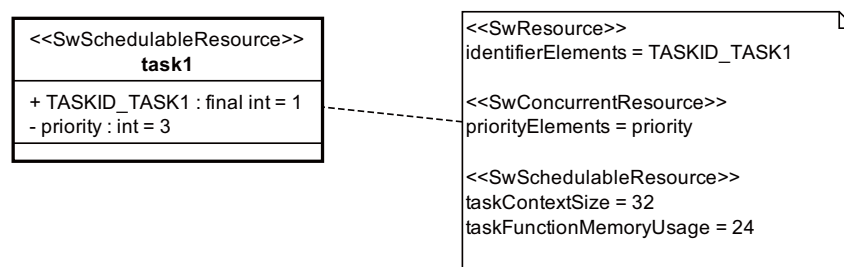 <<SwSchedulableResource>>
task1
+ TASKID_TASK1 : final int = 1
- priority : int = 3
<<SwResource>>
identifierElements = TASKID_TASK1
<<SwConcurrentResource>>
priorityElements = priority
<<SwSchedulableResource>>
taskContextSize = 32
taskFunctionMemoryUsage = 24